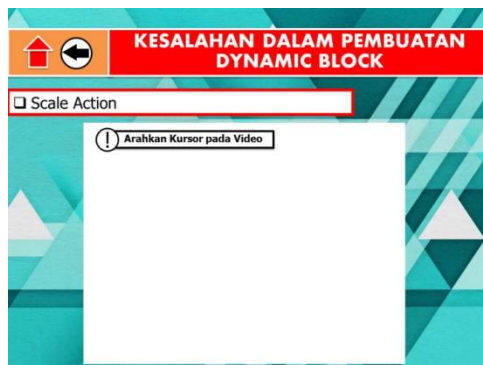 KESALAHAN DALAM PEMBUATAN
DYNAMIC BLOCK
❑ Scale Action
! Arahkan Kursor pada Video